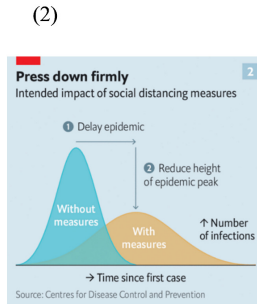 (2)
Press down firmly
2
Intended impact of social distancing measures
1 Delay epidemic
2 Reduce height
of epidemic peak
Without
measures
With
measures
↑ Number
of infections
→ Time since first case
Source: Centres for Disease Control and Prevention